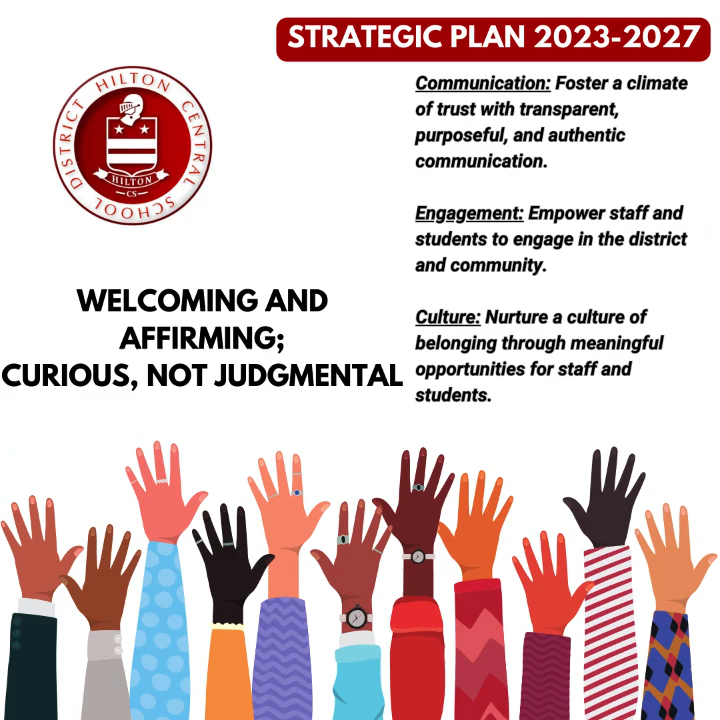 STRATEGIC PLAN 2023-2027
HILTON CENTRAL SCHOOL DISTRICT
HILTON
CS
Communication: Foster a climate
of trust with transparent,
purposeful, and authentic
communication.
Engagement: Empower staff and
students to engage in the district
and community.
Culture: Nurture a culture of
belonging through meaningful
opportunities for staff and
students.
WELCOMING AND
AFFIRMING;
CURIOUS, NOT JUDGMENTAL